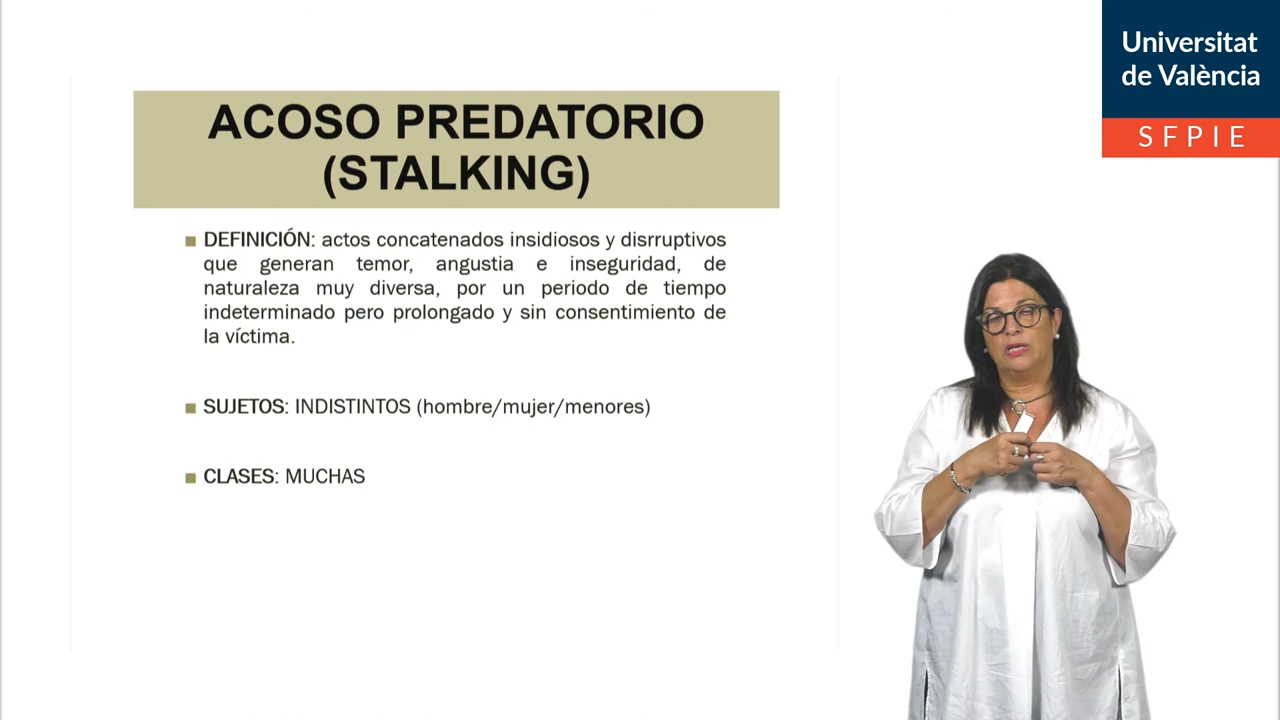 Universitat
de València
SFPIE
ACOSO PREDATORIO
(STALKING)
■ DEFINICIÓN: actos concatenados insidiosos y disrruptivos
que generan temor, angustia e inseguridad, de
naturaleza muy diversa, por un periodo de tiempo
indeterminado pero prolongado y sin consentimiento de
la víctima.
■ SUJETOS: INDISTINTOS (hombre/mujer/menores)
■ CLASES: MUCHAS